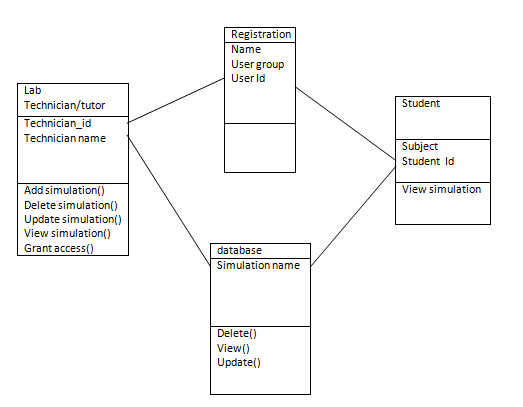 Registration
Name
User group
User Id
Lab
Technician/tutor
Technician_id
Technician name
Add simulation()
Delete simulation()
Update simulation()
View simulation()
Grant access()
Student
Subject
Student Id
View simulation
database
Simulation name
Delete()
View()
Update()